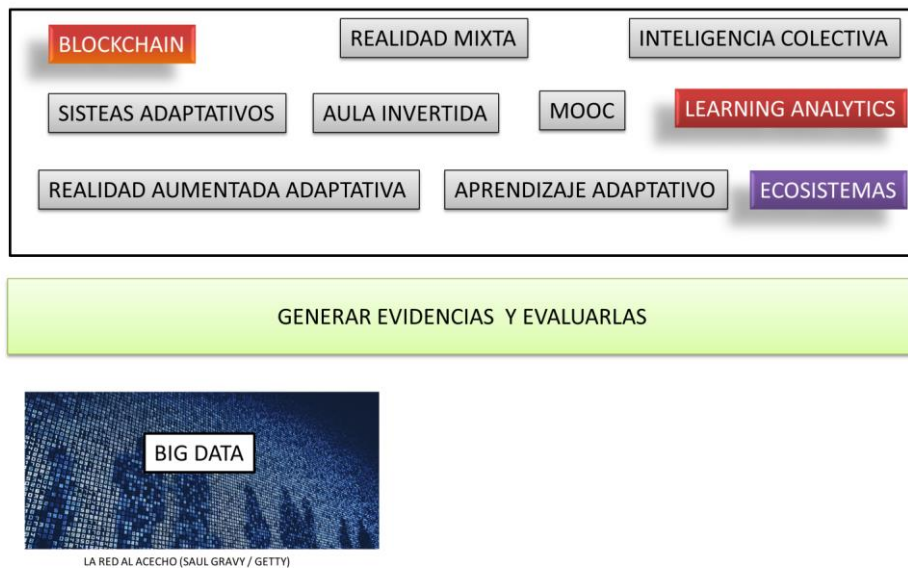 BLOCKCHAIN
REALIDAD MIXTA
INTELIGENCIA COLECTIVA
SISTEAS ADAPTATIVOS
AULA INVERTIDA
MOOC
LEARNING ANALYTICS
REALIDAD AUMENTADA ADAPTATIVA
APRENDIZAJE ADAPTATIVO
ECOSISTEMAS
GENERAR EVIDENCIAS Y EVALUARLAS
BIG DATA
LA RED AL ACECHO (SAUL GRAVY / GETTY)